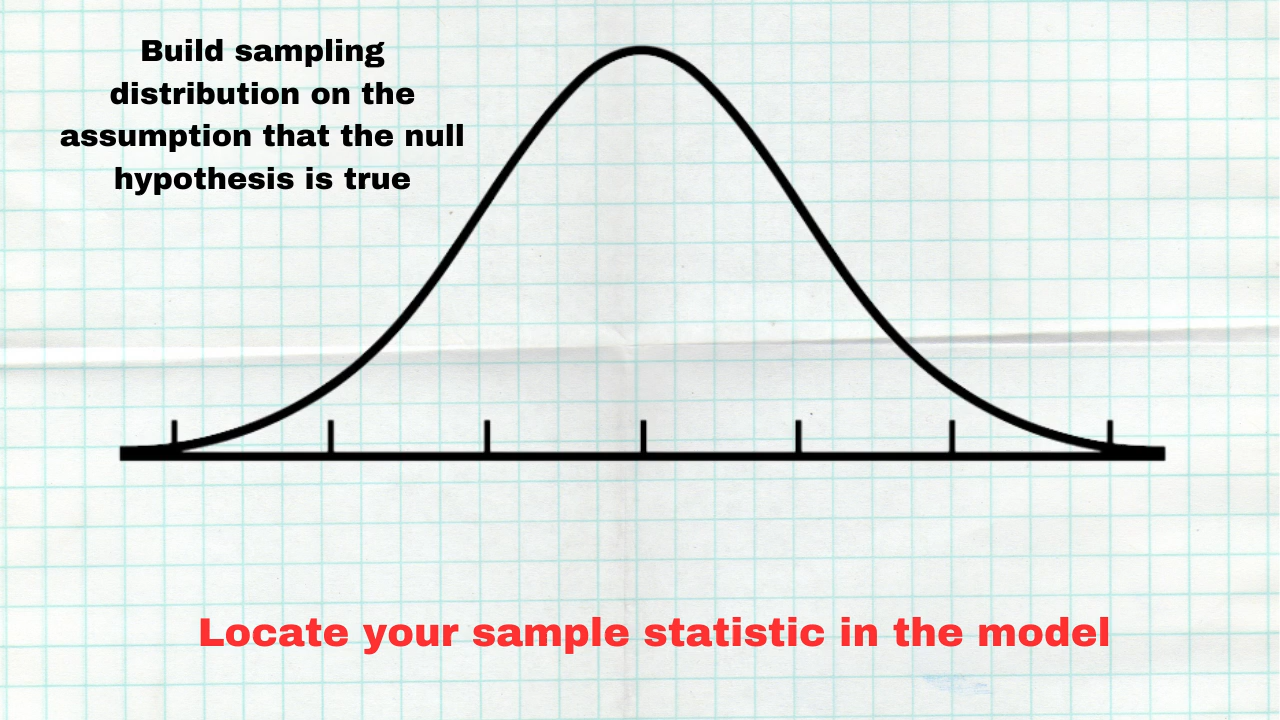 Build sampling
distribution on the
assumption that the null
hypothesis is true
Locate your sample statistic in the model